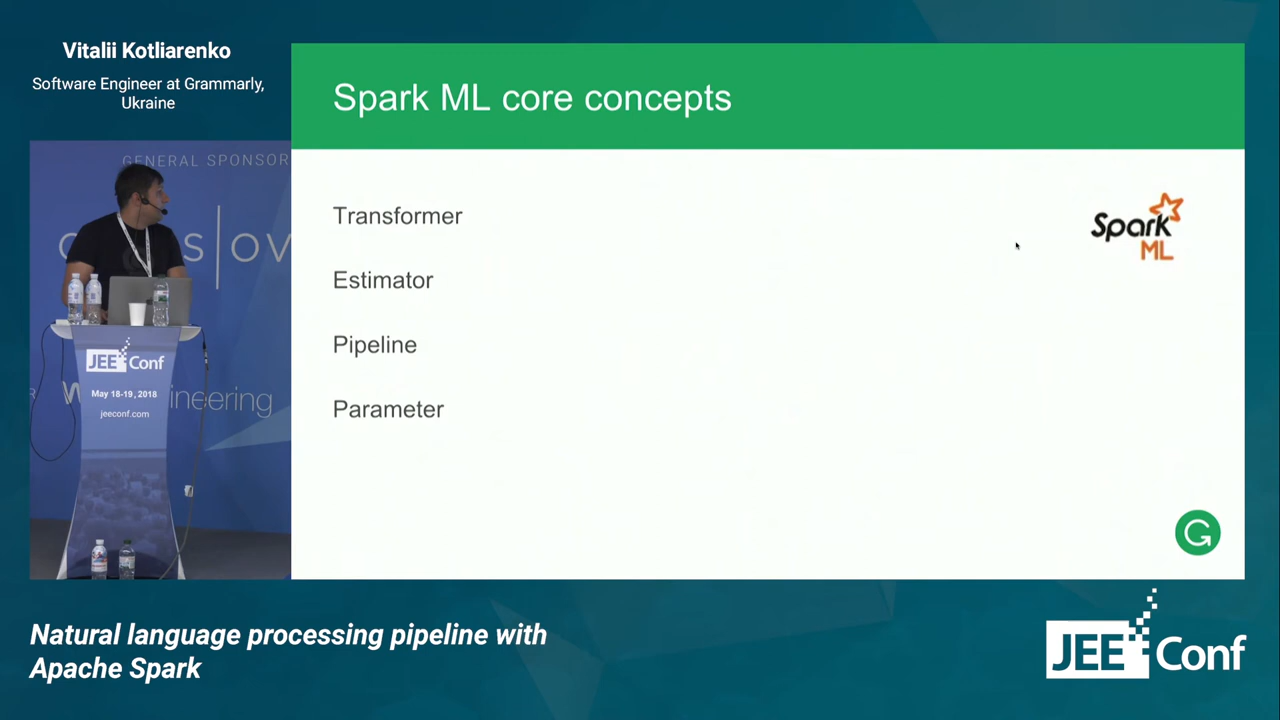 Vitalii Kotliarenko
Software Engineer at Grammarly,
Ukraine
Spark ML core concepts
Transformer
Estimator
Pipeline
Parameter
Spark
ML
GENERAL SPONSOR
JEE Conf
May 18-19, 2018
jeeconf.com
Natural language processing pipeline with
Apache Spark
JEE Conf